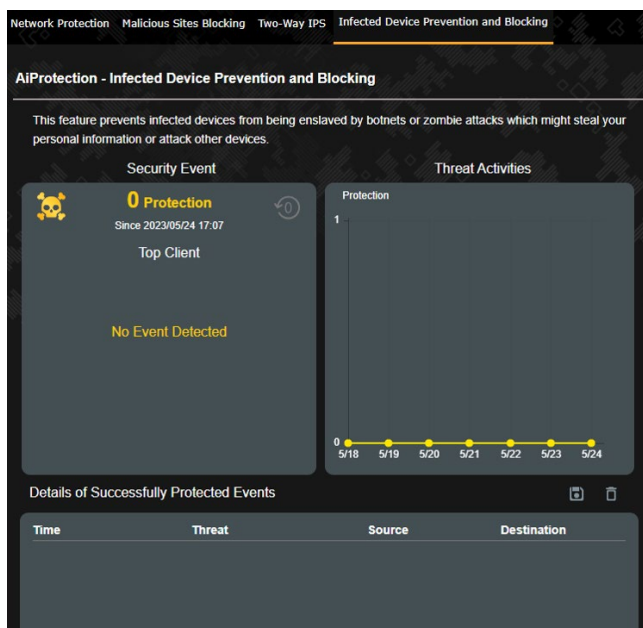 Network Protection Malicious Sites Blocking Two-Way IPS Infected Device Prevention and Blocking
AiProtection - Infected Device Prevention and Blocking
This feature prevents infected devices from being enslaved by botnets or zombie attacks which might steal your
personal information or attack other devices.
Security Event
0 Protection
Since 2023/05/24 17:07
0
Top Client
No Event Detected
Threat Activities
Protection
1
0
5/18 5/19 5/20 5/21 5/22 5/23 5/24
Details of Successfully Protected Events
Time Threat Source Destination